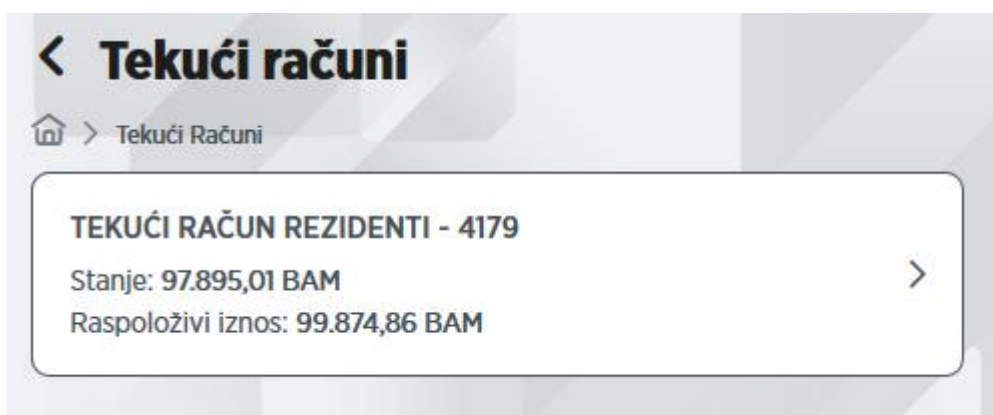 Tekući računi
Tekući Računi
TEKUĆI RAČUN REZIDENTI - 4179
Stanje: 97.895,01 BAM
Raspoloživi iznos: 99.874,86 BAM